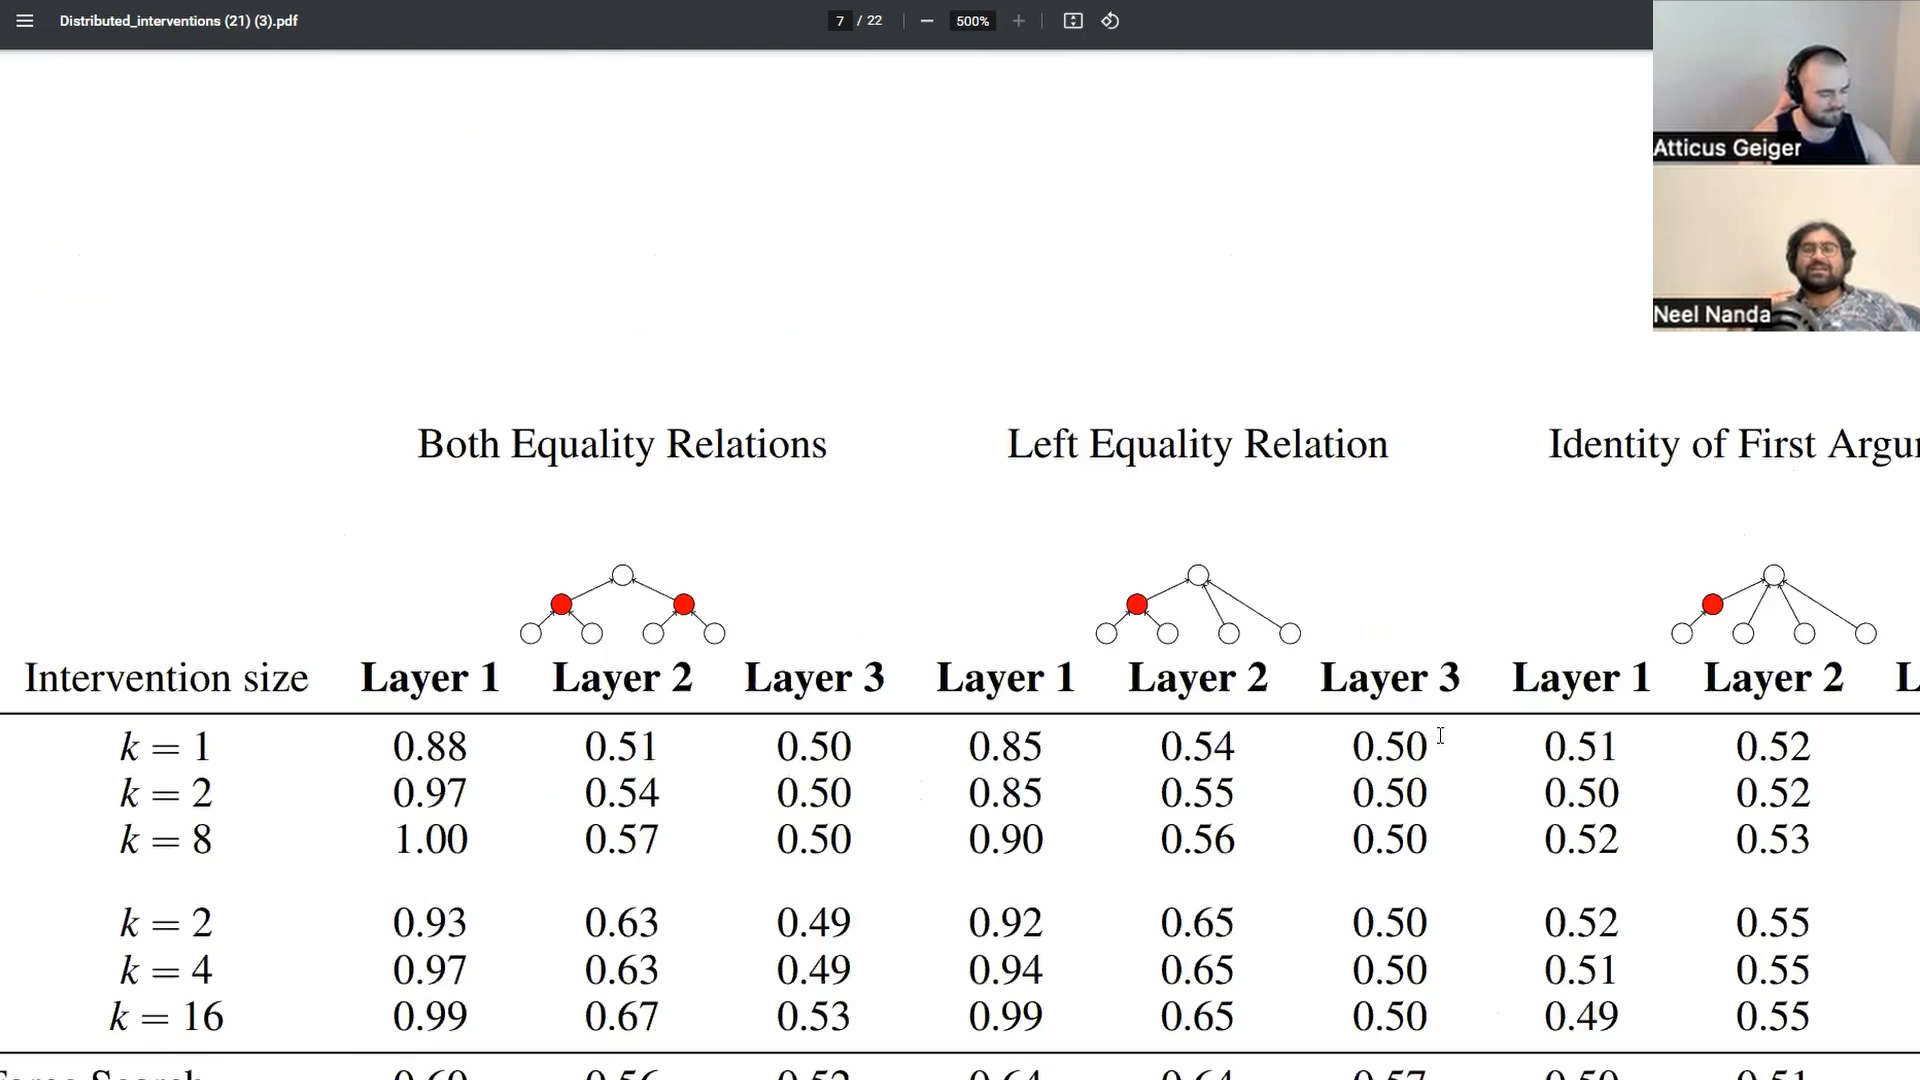 Distributed_interventions (21) (3).pdf
7 / 22
500%
Atticus Geiger
Neel Nanda
Both Equality Relations Left Equality Relation Identity of First
Intervention size Layer 1 Layer 2 Layer 3 Layer 1 Layer 2 Layer 3 Layer 1 Layer 2
k = 1 0.88 0.51 0.50 0.85 0.54 0.50 0.51 0.52
k = 2 0.97 0.54 0.50 0.85 0.55 0.50 0.50 0.52
k = 8 1.00 0.57 0.50 0.90 0.56 0.50 0.52 0.53
k = 2 0.93 0.63 0.49 0.92 0.65 0.50 0.52 0.55
k = 4 0.97 0.63 0.49 0.94 0.65 0.50 0.51 0.55
k = 16 0.99 0.67 0.53 0.99 0.65 0.50 0.49 0.55